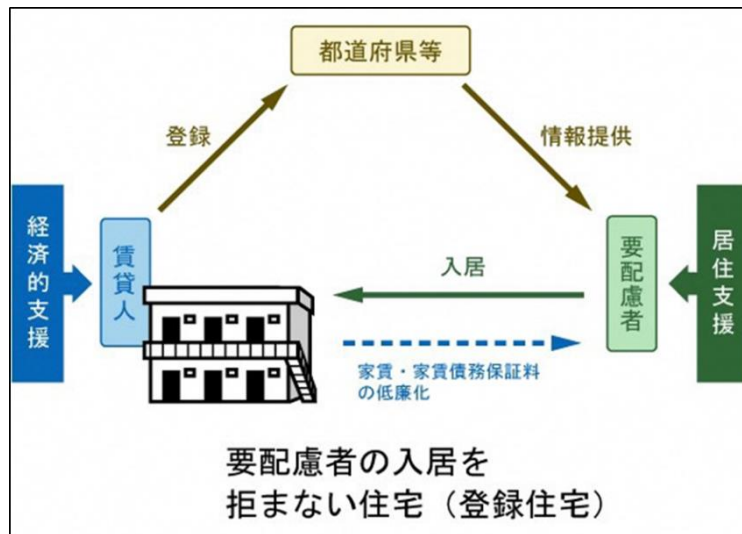 都道府県等
登録
情報提供
経済的支援
賃貸人
入居
要配慮者
居住支援
家賃・家賃債務保証料
の低廉化
要配慮者の入居を
拒まない住宅（登録住宅）